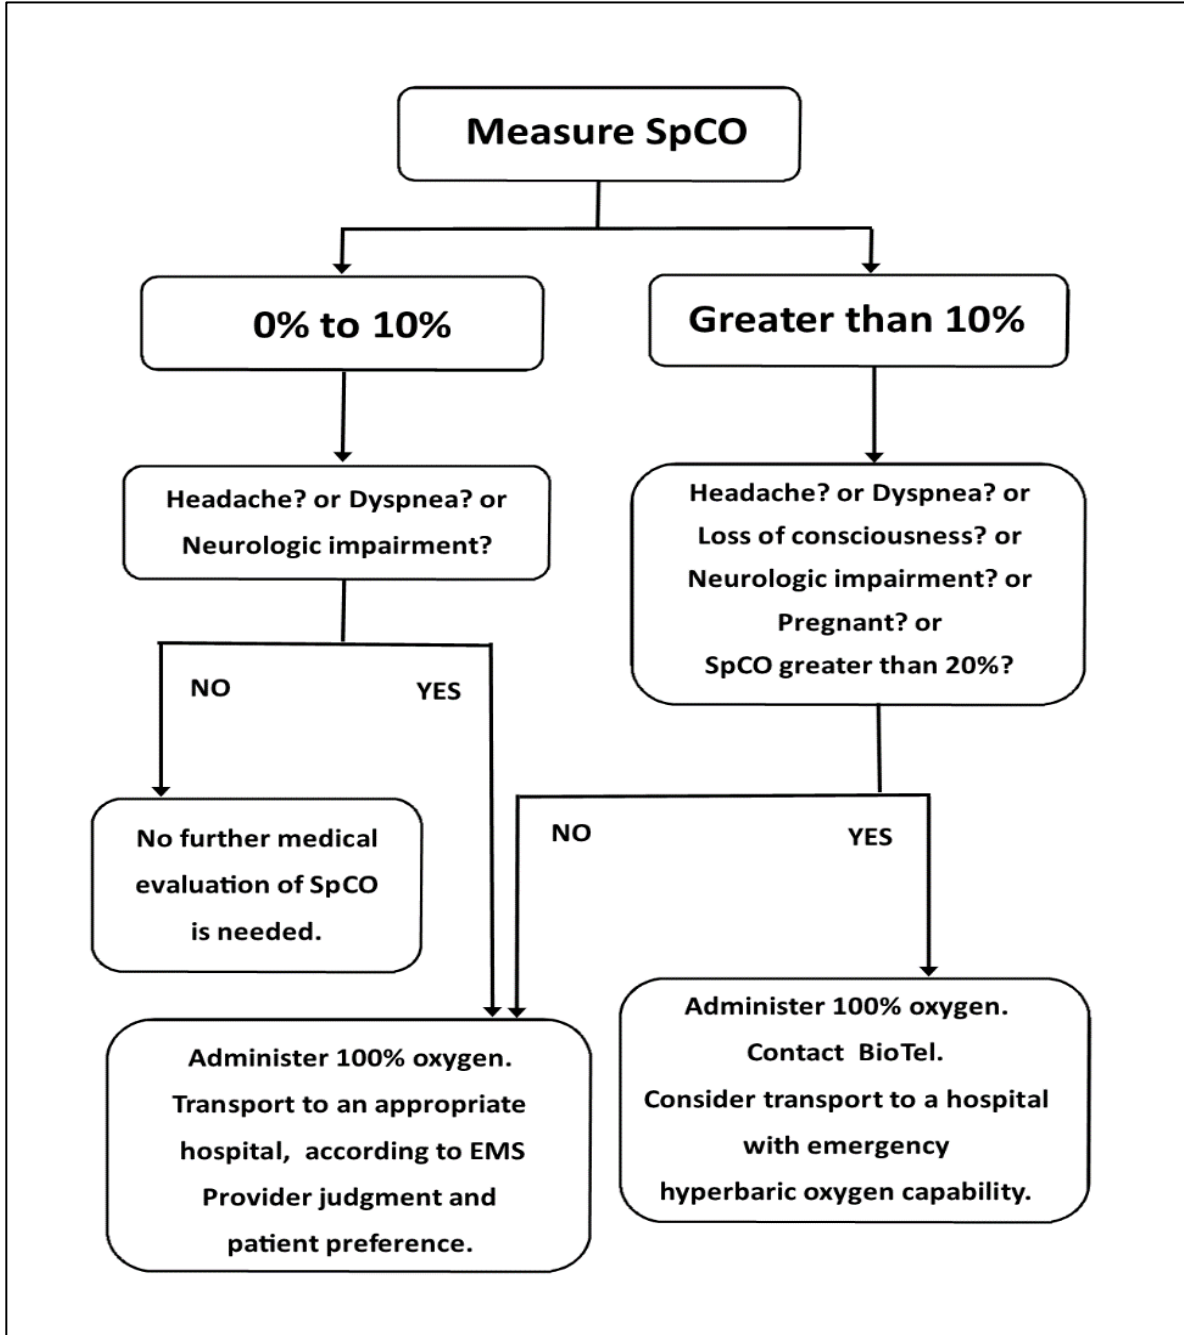 Measure SpCO
0% to 10%
Greater than 10%
Headache? or Dyspnea? or
Neurologic impairment?
Headache? or Dyspnea? or
Loss of consciousness? or
Neurologic impairment? or
Pregnant? or
SpCO greater than 20%?
NO
YES
NO
YES
No further medical
evaluation of SpCO
is needed.
Administer 100% oxygen.
Transport to an appropriate
hospital, according to EMS
Provider judgment and
patient preference.
Administer 100% oxygen.
Contact BioTel.
Consider transport to a hospital
with emergency
hyperbaric oxygen capability.